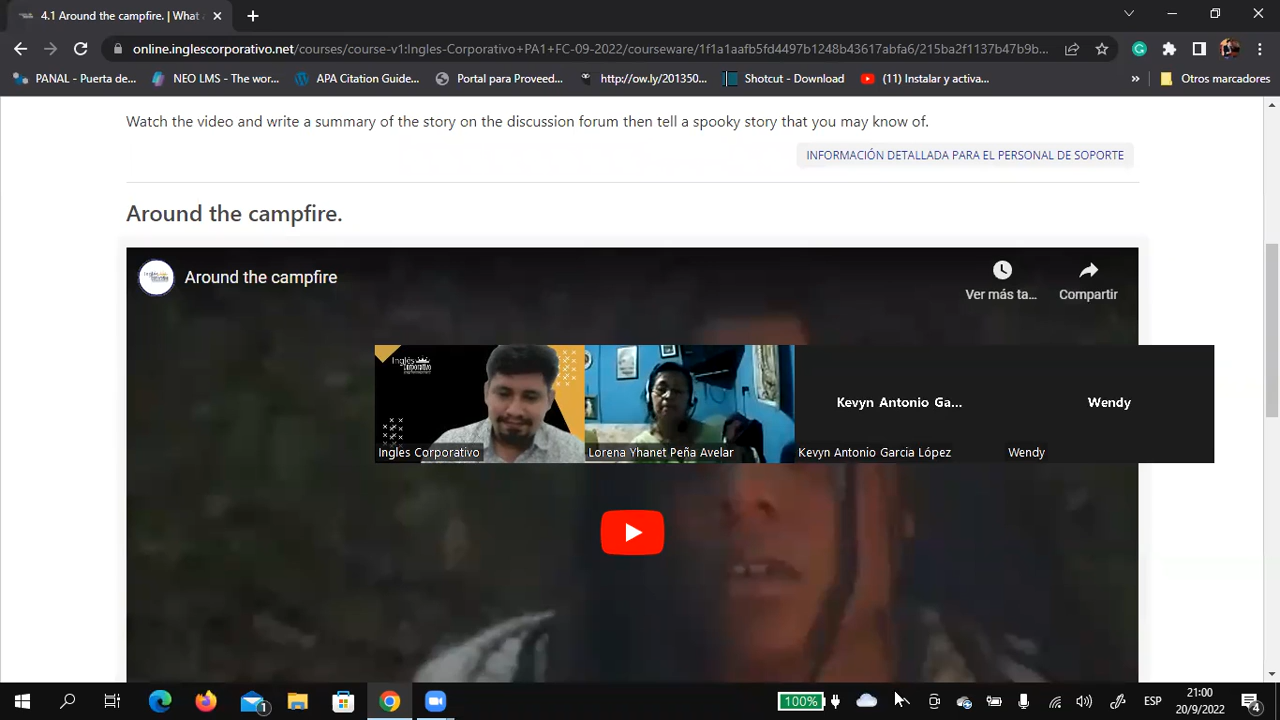 4.1 Around the campfire. | What
online.inglescorporativo.net/courses/course-v1:Ingles-Corporativo+PA1+FC-09-2022/courseware/1f1a1aafb5fd4497b1248b43617abfa6/215ba2f1137b47b9b...
PANAL - Puerta de...
NEO LMS - The wor...
APA Citation Guide...
Portal para Proveed...
http://ow.ly/201350...
Shotcut - Download
(11) Instalar y activa...
»
Otros marcadores
Watch the video and write a summary of the story on the discussion forum then tell a spooky story that you may know of.
INFORMACIÓN DETALLADA PARA EL PERSONAL DE SOPORTE
Around the campfire.
Around the campfire
Ver más ta...
Compartir
Inglés
corporativo
Kevyn Antonio Ga...
Wendy
Ingles Corporativo
Lorena Yhanet Peña Avelar
Kevyn Antonio Garcia López
Wendy
1
100%
ESP
21:00
20/9/2022
4